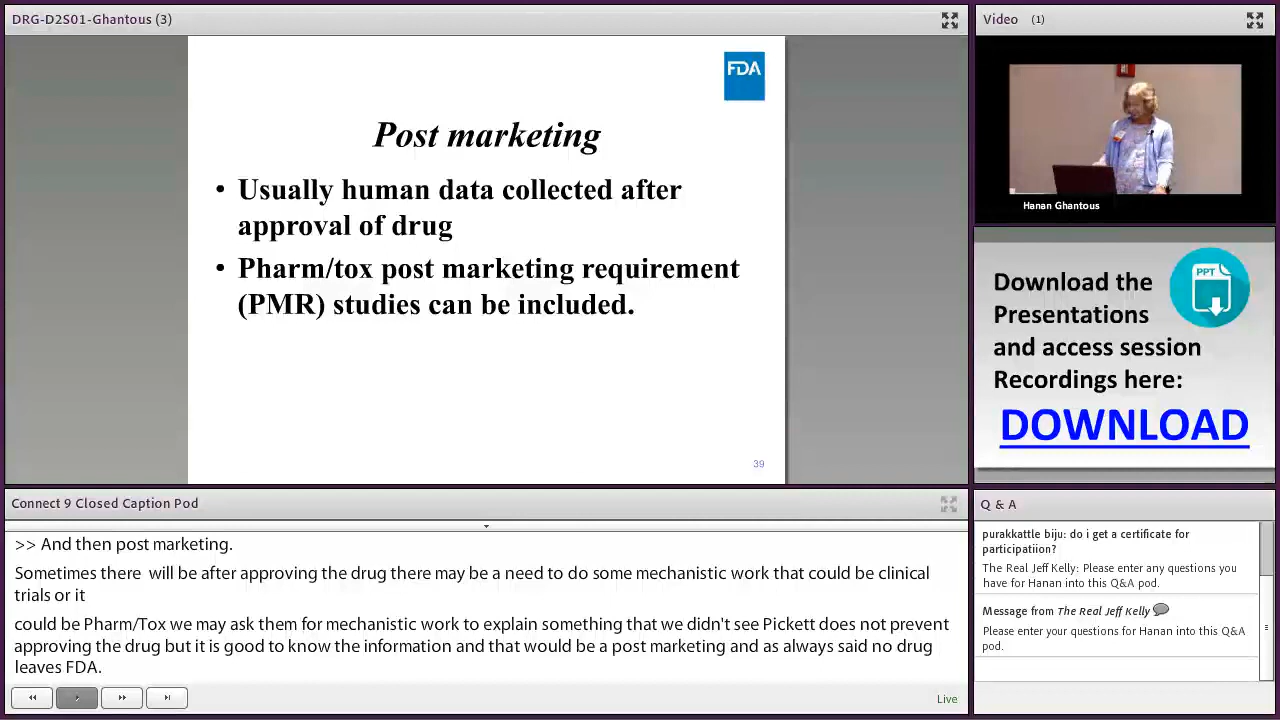 DRG-D2S01-Ghantous (3)
FDA
Post marketing
• Usually human data collected after
approval of drug
• Pharm/tox post marketing requirement
(PMR) studies can be included.
39
Video (1)
Hanan Ghantous
Download the
Presentations
and access session
Recordings here:
DOWNLOAD
PPT
Connect 9 Closed Caption Pod
>> And then post marketing.
Sometimes there will be after approving the drug there may be a need to do some mechanistic work that could be clinical
trials or it
could be Pharm/Tox we may ask them for mechanistic work to explain something that we didn't see Pickett does not prevent
approving the drug but it is good to know the information and that would be a post marketing and as always said no drug
leaves FDA.
Live
Q & A
purakkattle biju: do i get a certificate for
participatiion?
The Real Jeff Kelly: Please enter any questions you
have for Hanan into this Q&A pod.
Message from The Real Jeff Kelly
Please enter your questions for Hanan into this Q&A
pod.